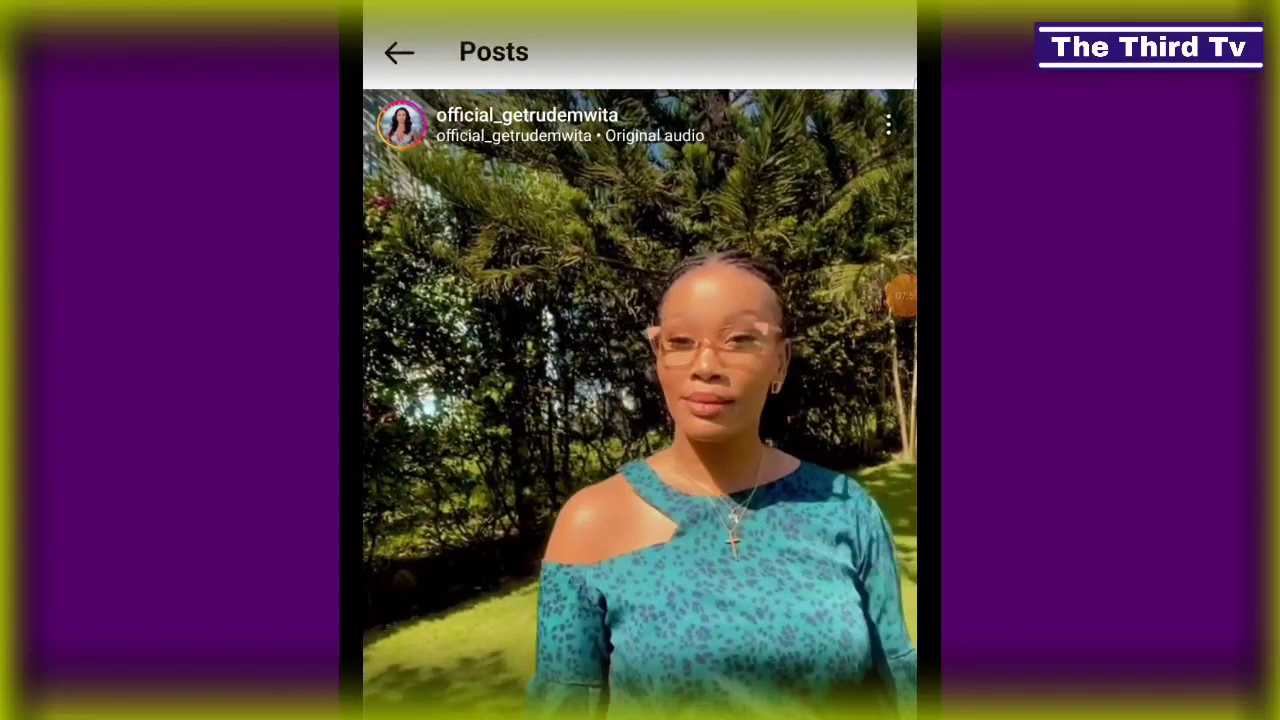 Posts
The Third Tv
official_getrudemwita
official_getrudemwita • Original audio